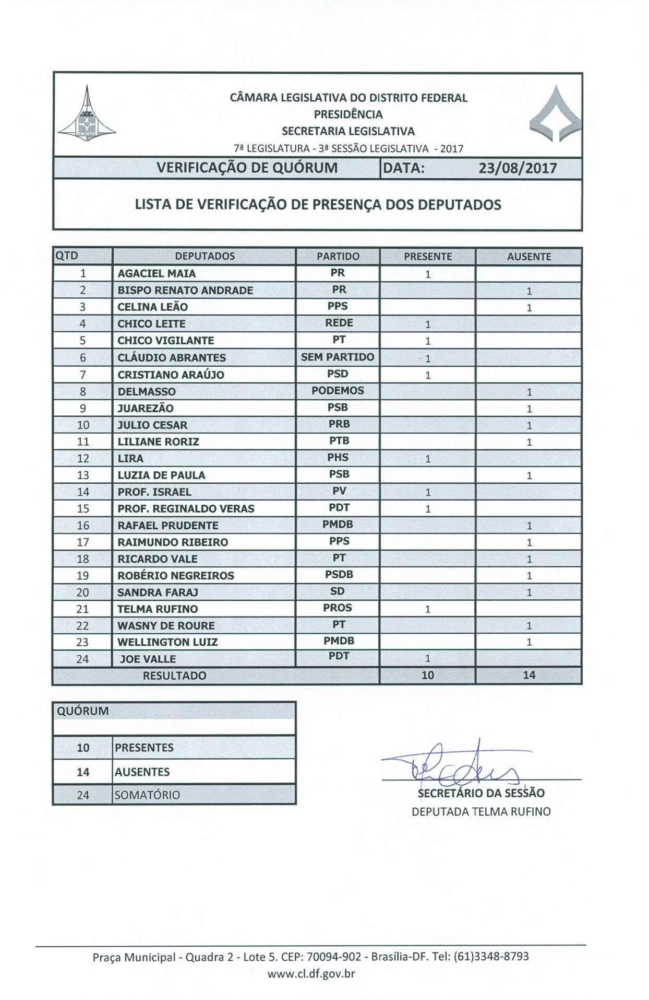 CÂMARA LEGISLATIVA DO DISTRITO FEDERAL
PRESIDÊNCIA
SECRETARIA LEGISLATIVA
7ª LEGISLATURA - 3ª SESSÃO LEGISLATIVA - 2017
VERIFICAÇÃO DE QUÓRUM DATA: 23/08/2017
LISTA DE VERIFICAÇÃO DE PRESENÇA DOS DEPUTADOS
QTD DEPUTADOS PARTIDO PRESENTE AUSENTE
1 AGACIEL MAIA PR 1
2 BISPO RENATO ANDRADE PR 1
3 CELINA LEÃO PPS 1
4 CHICO LEITE REDE 1
5 CHICO VIGILANTE PT 1
6 CLÁUDIO ABRANTES SEM PARTIDO 1
7 CRISTIANO ARAÚJO PSD 1
8 DELMASSO PODEMOS 1
9 JUAREZÃO PSB 1
10 JULIO CESAR PRB 1
11 LILIANE RORIZ PTB 1
12 LIRA PHS 1
13 LUZIA DE PAULA PSB 1
14 PROF. ISRAEL PV 1
15 PROF. REGINALDO VERAS PDT 1
16 RAFAEL PRUDENTE PMDB 1
17 RAIMUNDO RIBEIRO PPS 1
18 RICARDO VALE PT 1
19 ROBÉRIO NEGREIROS PSDB 1
20 SANDRA FARAJ SD 1
21 TELMA RUFINO PROS 1
22 WASNY DE ROURE PT 1
23 WELLINGTON LUIZ PMDB 1
24 JOE VALLE PDT 1
RESULTADO 10 14
QUÓRUM
10 PRESENTES
14 AUSENTES
24 SOMATÓRIO
SECRETÁRIO DA SESSÃO
DEPUTADA TELMA RUFINO
Praça Municipal - Quadra 2 - Lote 5. CEP: 70094-902 - Brasília-DF. Tel: (61)3348-8793
www.cl.df.gov.br